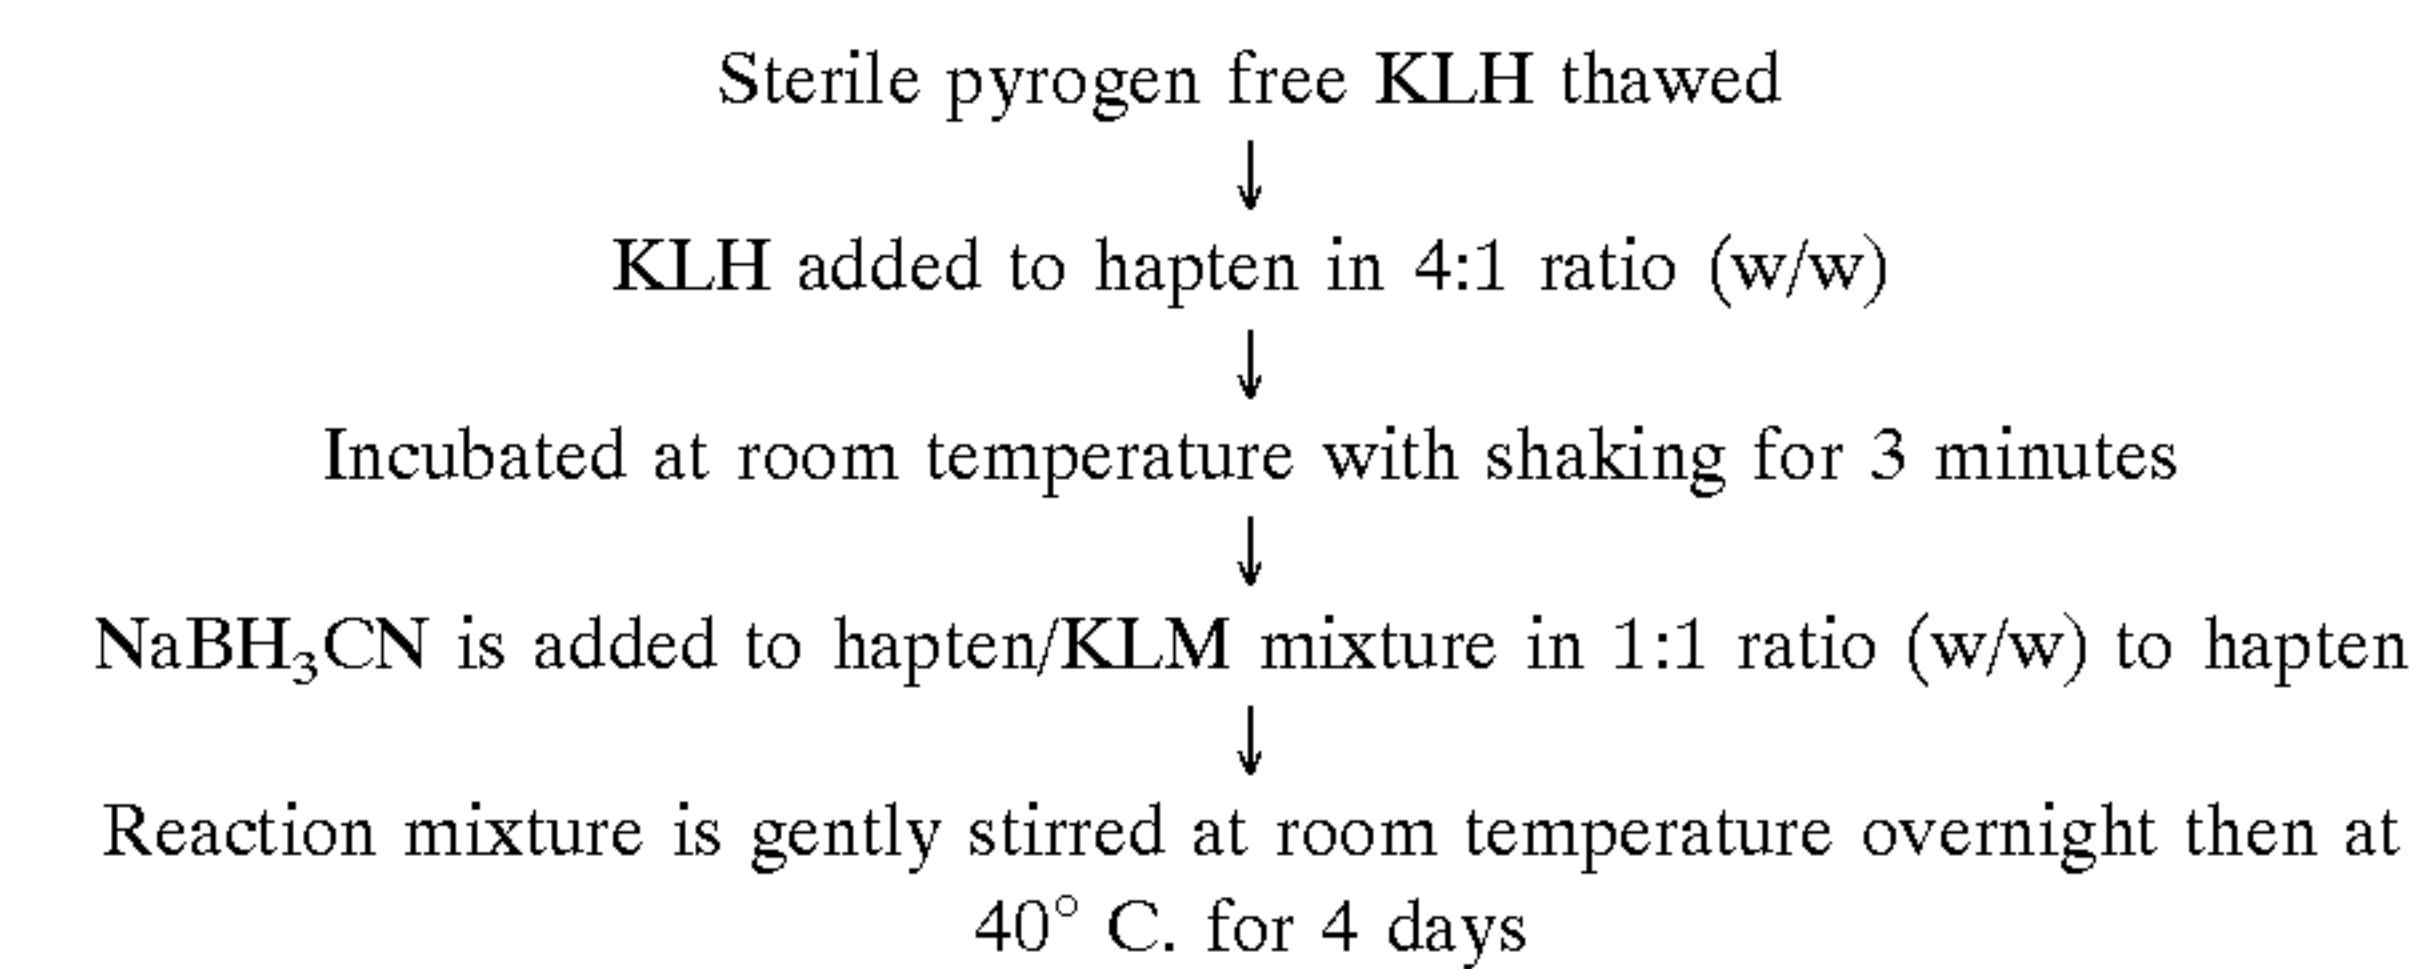 Sterile pyrogen free KLH thawed
↓
KLH added to hapten in 4:1 ratio (w/w)
↓
Incubated at room temperature with shaking for 3 minutes
↓
NaBH₃CN is added to hapten/KLM mixture in 1:1 ratio (w/w) to hapten
↓
Reaction mixture is gently stirred at room temperature overnight then at
40° C. for 4 days